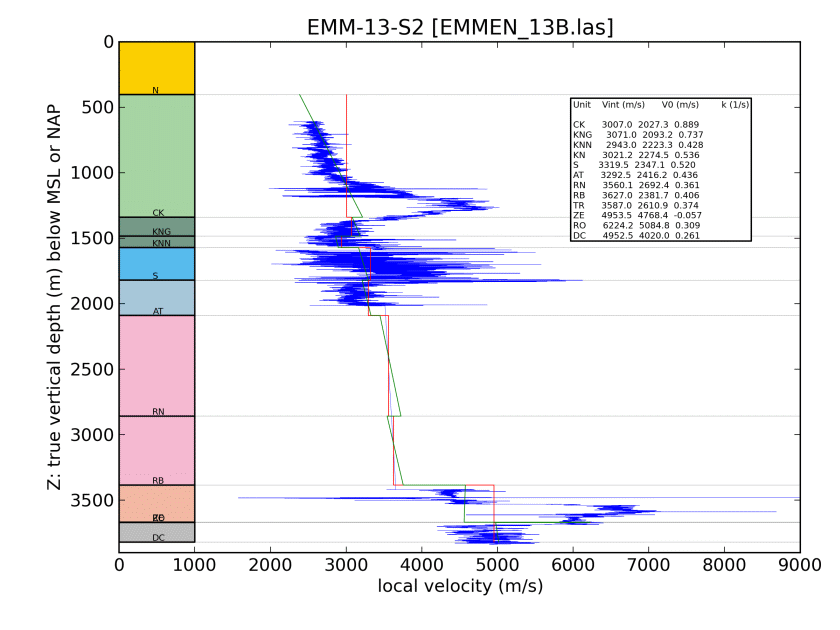 EMM-13-S2 [EMMEN_13B.las]
Z: true vertical depth (m) below MSL or NAP
0
500
1000
1500
2000
2500
3000
3500
N
CK
KNG
KNN
S
AT
RN
RB
DC
Unit Vint (m/s) V0 (m/s) k (1/s)
CK 3007.0 2027.3 0.889
KNG 3071.0 2093.2 0.737
KNN 2943.0 2223.3 0.428
KN 3021.2 2274.5 0.536
S 3319.5 2347.1 0.520
AT 3292.5 2416.2 0.436
RN 3560.1 2692.4 0.361
RB 3627.0 2381.7 0.406
TR 3587.0 2610.9 0.374
ZE 4953.5 4768.4 -0.057
RO 6224.2 5084.8 0.309
DC 4952.5 4020.0 0.261
0 1000 2000 3000 4000 5000 6000 7000 8000 9000
local velocity (m/s)